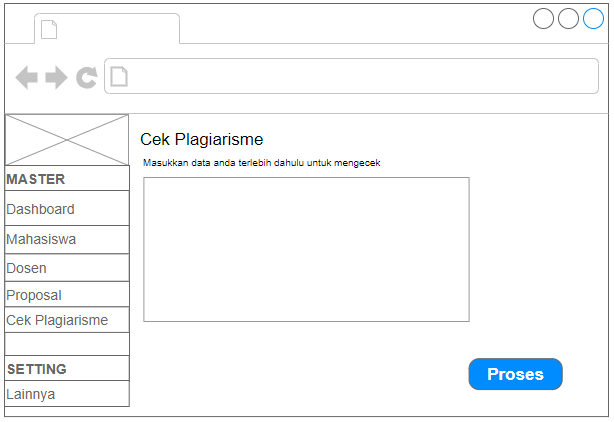 Cek Plagiarisme
Masukkan data anda terlebih dahulu untuk mengecek
MASTER
Dashboard
Mahasiswa
Dosen
Proposal
Cek Plagiarisme
SETTING
Lainnya
Proses